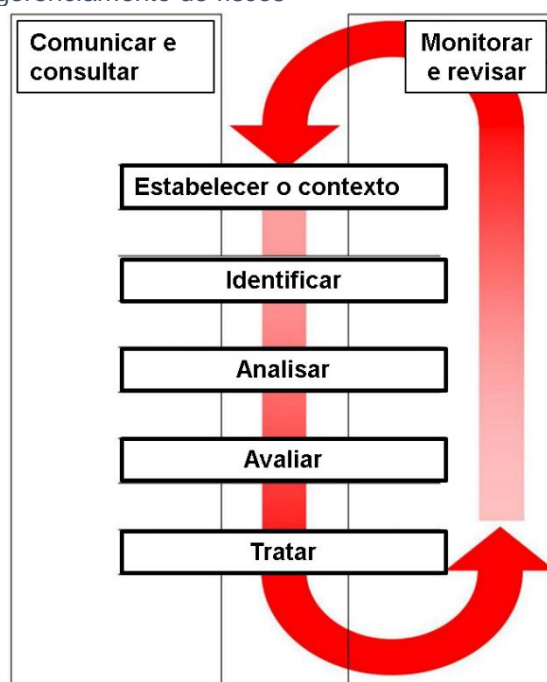 Comunicar e
consultar
Monitorar
e revisar
Estabelecer o contexto
Identificar
Analisar
Avaliar
Tratar